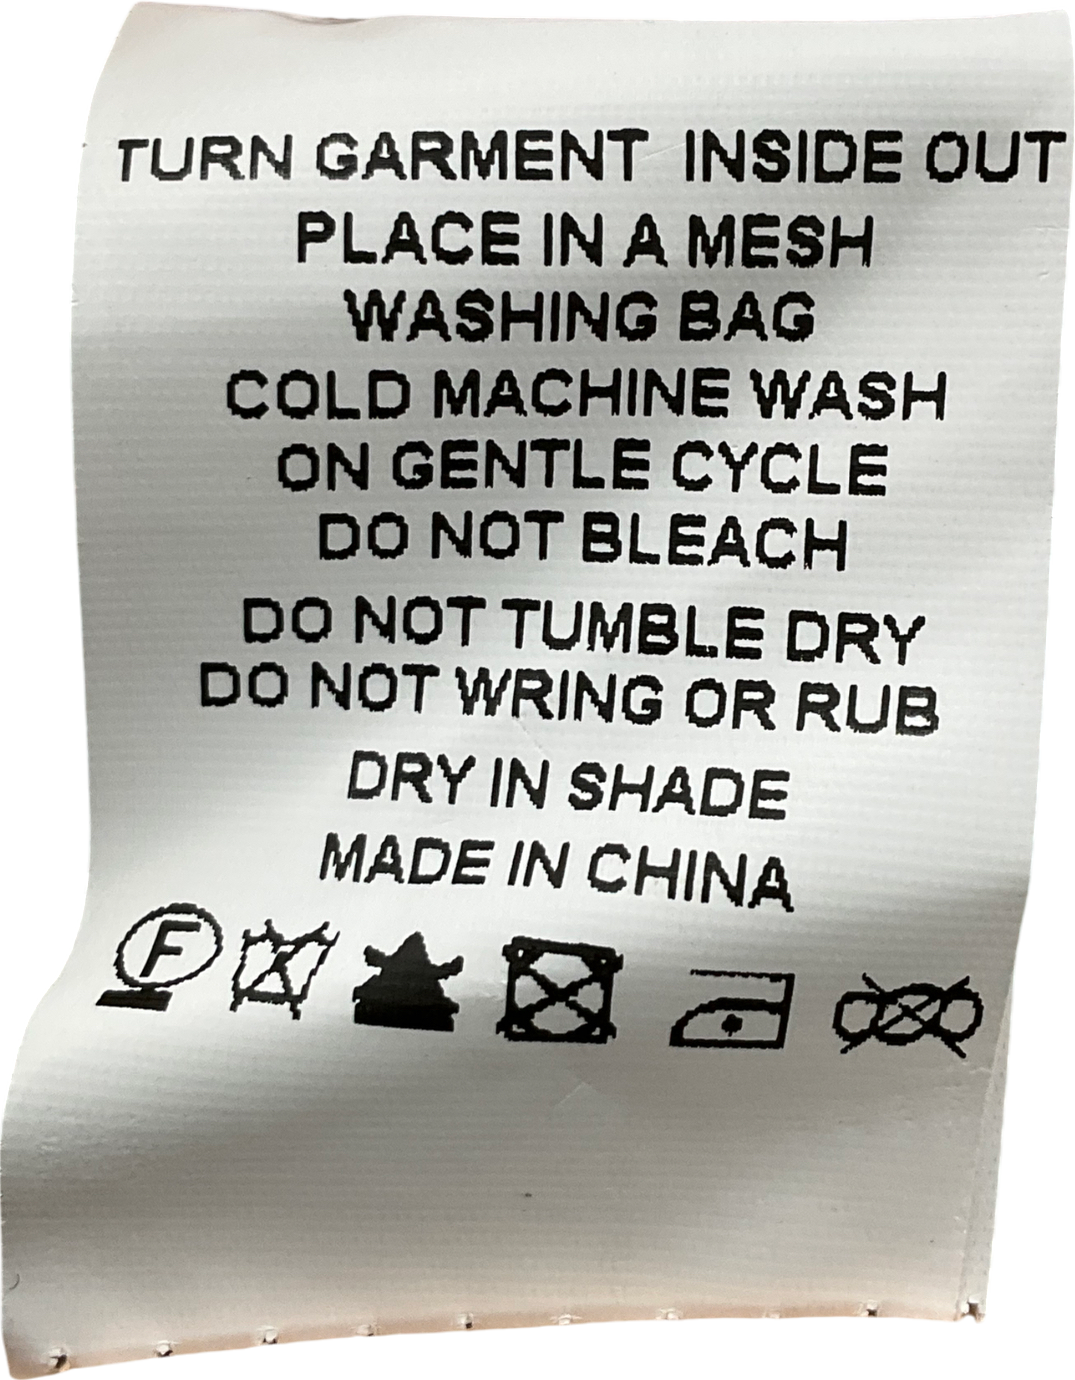 TURN GARMENT INSIDE OUT
PLACE IN A MESH
WASHING BAG
COLD MACHINE WASH
ON GENTLE CYCLE
DO NOT BLEACH
DO NOT TUMBLE DRY
DO NOT WRING OR RUB
DRY IN SHADE
MADE IN CHINA
F